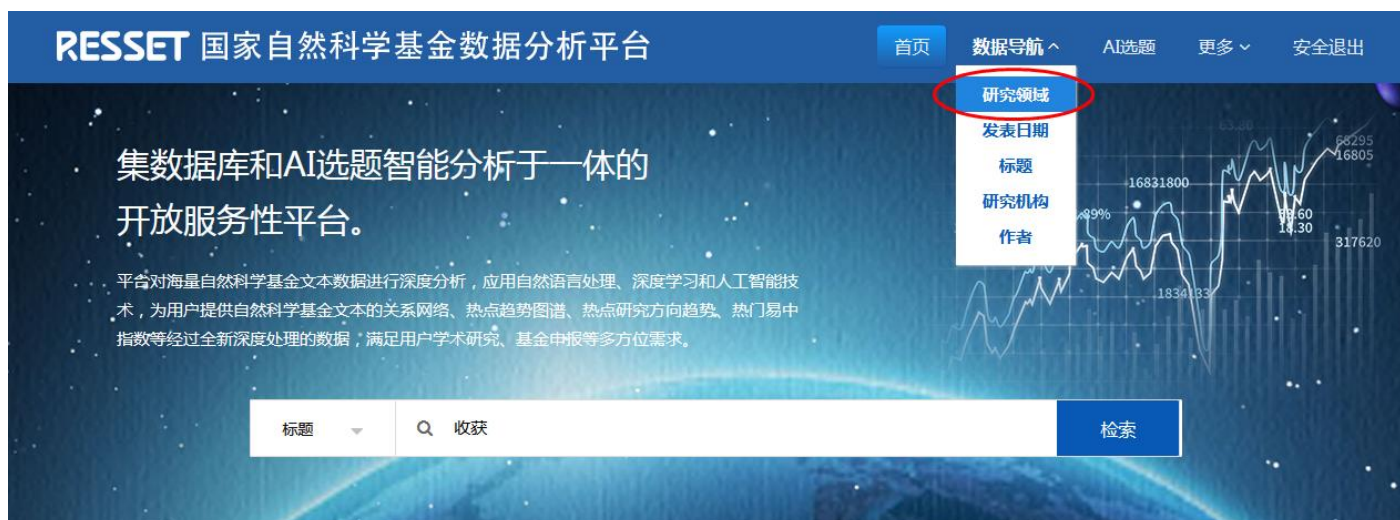 RESSET 国家自然科学基金数据分析平台
首页 数据导航 AI选题 更多 安全退出
研究领域
发表日期
标题
研究机构
作者
集数据库和AI选题智能分析于一体的
开放服务性平台。
平台对海量自然科学基金文本数据进行深度分析，应用自然语言处理、深度学习和人工智能技
术，为用户提供自然科学基金文本的关系网络、热点趋势图谱、热点研究方向趋势、热门易中
指数等经过全新深度处理的数据，满足用户学术研究、基金申报等多方位需求。
68295
16805
16831800
89%
18.30
317620
标题 收获 检索